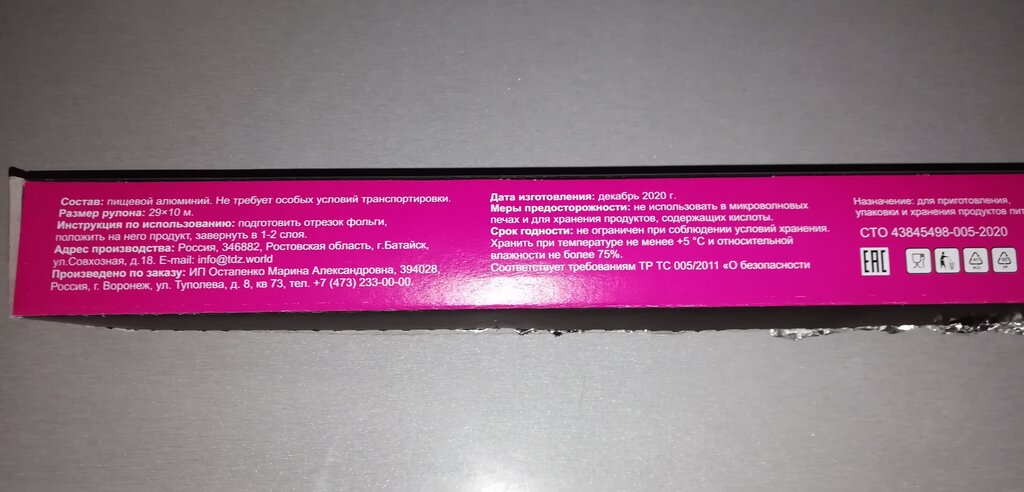 Состав: пищевой алюминий. Не требует особых условий транспортировки.
Размер рулона: 29×10 м.
Инструкция по использованию: подготовить отрезок фольги,
положить на него продукт, завернуть в 1-2 слоя.
Адрес производства: Россия, 346882, Ростовская область, г.Батайск,
ул.Совхозная, д.18. E-mail: info@tdz.world
Произведено по заказу: ИП Остапенко Марина Александровна, 394028,
Россия, г. Воронеж, ул. Туполева, д. 8, кв 73, тел. +7 (473) 233-00-00.
Дата изготовления: декабрь 2020 г.
Меры предосторожности: не использовать в микроволновых
печах и для хранения продуктов, содержащих кислоты.
Срок годности: не ограничен при соблюдении условий хранения.
Хранить при температуре не менее +5 °С и относительной
влажности не более 75%.
Соответствует требованиям ТР ТС 005/2011 «О безопасности
Назначение: для приготовления,
упаковки и хранения продуктов пит
СТО 43845498-005-2020
EAC